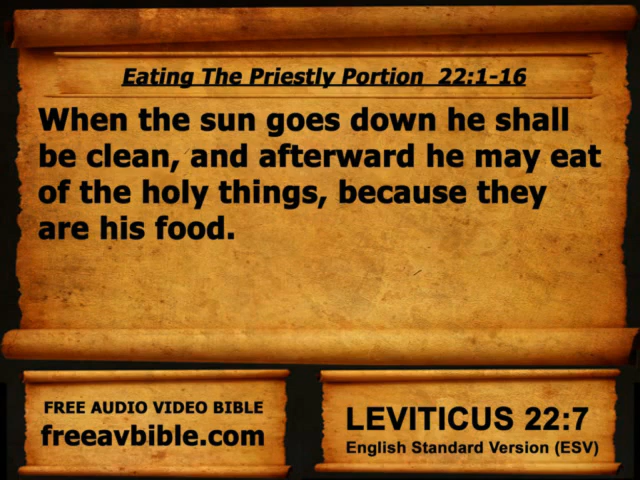 Eating The Priestly Portion  22:1-16
When the sun goes down he shall
be clean, and afterward he may eat
of the holy things, because they
are his food.
FREE AUDIO VIDEO BIBLE
freeavbible.com
LEVITICUS 22:7
English Standard Version (ESV)